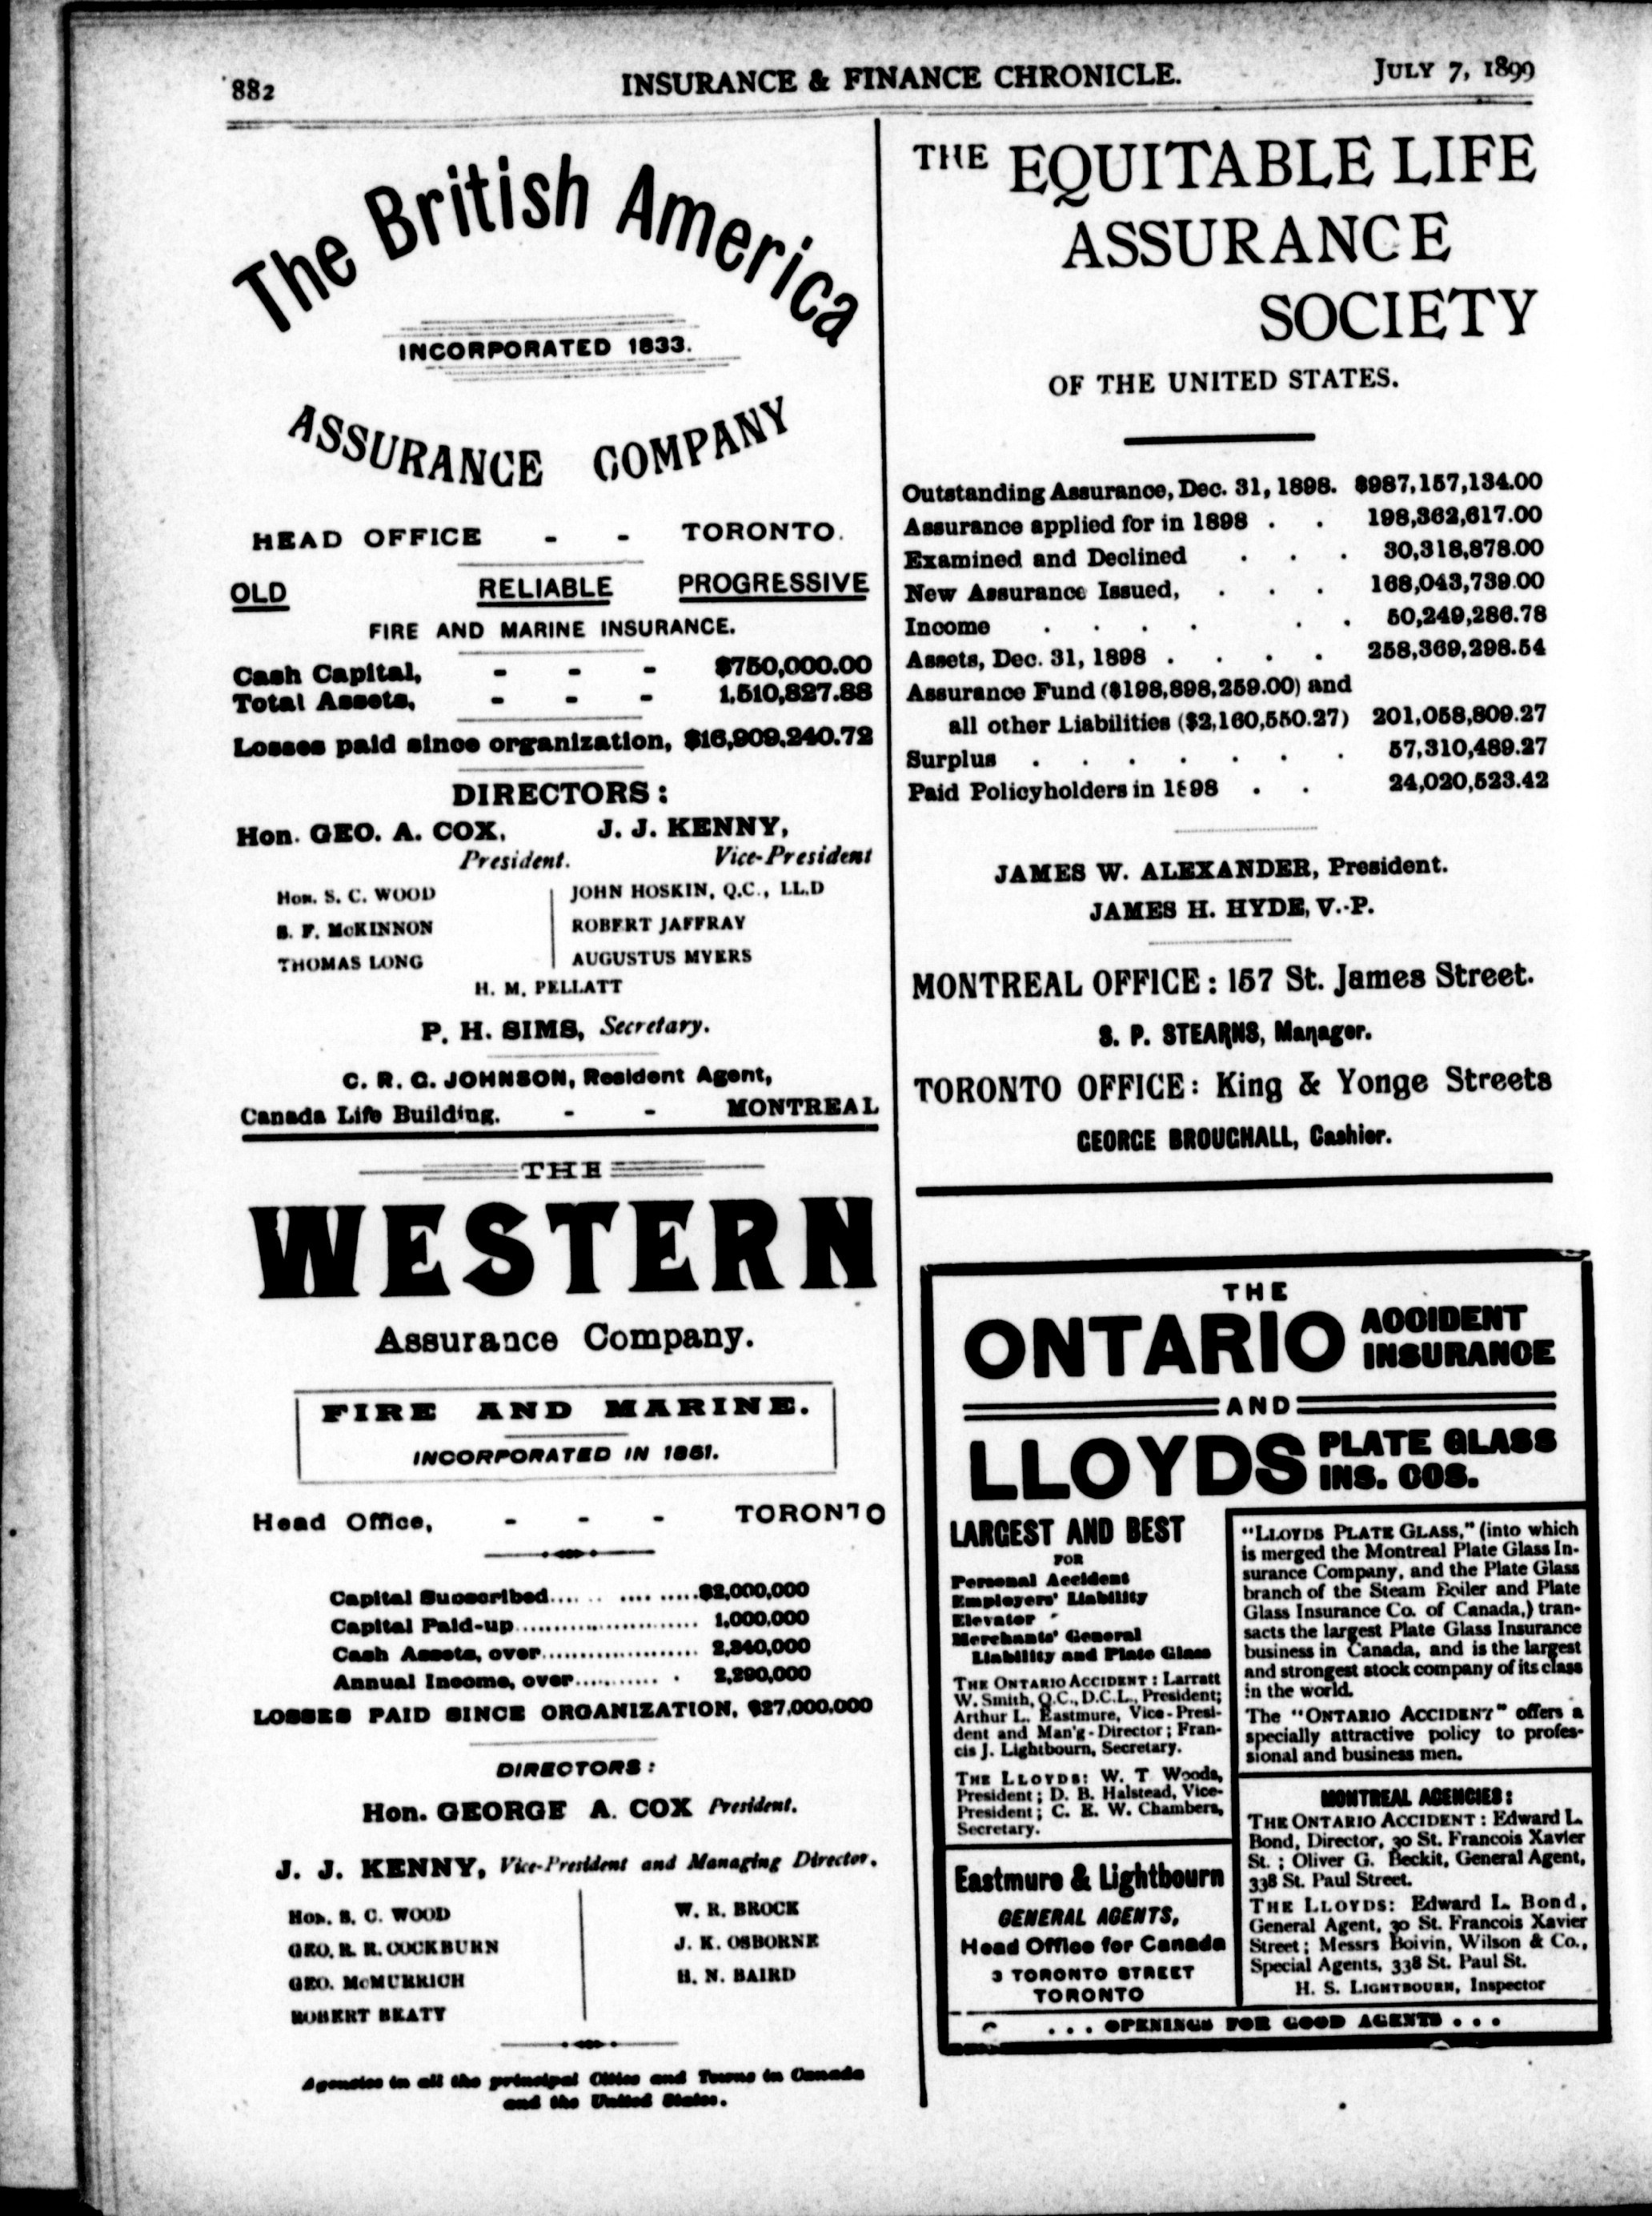 882
INSURANCE & FINANCE CHRONICLE.
JULY 7, 1899
The British America
INCORPORATED 1833.
ASSURANCE COMPANY
HEAD OFFICE - - TORONTO.
OLD RELIABLE PROGRESSIVE
FIRE AND MARINE INSURANCE.
Cash Capital, - - - $750,000.00
Total Assets, - - - 1,510,827.88
Losses paid since organization, $16,909,240.72
DIRECTORS:
Hon. GEO. A. COX, J. J. KENNY,
President. Vice-President
HON. S. C. WOOD JOHN HOSKIN, Q.C., LL.D
S. F. McKINNON ROBERT JAFFRAY
THOMAS LONG AUGUSTUS MYERS
H. M. PELLATT
P. H. SIMS, Secretary.
C. R. G. JOHNSON, Resident Agent,
Canada Life Building. - - MONTREAL
THE
WESTERN
Assurance Company.
FIRE AND MARINE.
INCORPORATED IN 1851.
Head Office, - - - TORONTO
Capital Subscribed.... .. .... .....$2,000,000
Capital Paid-up........................... 1,000,000
Cash Assets, over...................... 2,340,000
Annual Income, over........... . 2,290,000
LOSSES PAID SINCE ORGANIZATION, $27,000,000
DIRECTORS:
Hon. GEORGE A. COX President.
J. J. KENNY, Vice-President and Managing Director.
HON. S. C. WOOD W. R. BROCK
GEO. R. R. COCKBURN J. K. OSBORNE
GEO. McMURRICH H. N. BAIRD
ROBERT BEATY
Agencies in all the principal Cities and Towns in Canada
and the United States.
THE EQUITABLE LIFE
ASSURANCE
SOCIETY
OF THE UNITED STATES.
Outstanding Assurance, Dec. 31, 1898. $987,157,134.00
Assurance applied for in 1898 . . 198,362,617.00
Examined and Declined . . . 30,318,878.00
New Assurance Issued, . . . 168,043,739.00
Income . . . . . . 50,249,286.78
Assets, Dec. 31, 1898 . . . . 258,369,298.54
Assurance Fund ($198,898,259.00) and
all other Liabilities ($2,160,550.27) 201,058,809.27
Surplus . . . . . . . 57,310,489.27
Paid Policyholders in 1898 . . 24,020,523.42
JAMES W. ALEXANDER, President.
JAMES H. HYDE, V.-P.
MONTREAL OFFICE: 157 St. James Street.
S. P. STEARNS, Manager.
TORONTO OFFICE: King & Yonge Streets
GEORGE BROUGHALL, Cashier.
THE
ONTARIO ACCIDENT
INSURANCE
AND
LLOYDS PLATE GLASS
INS. COS.
LARGEST AND BEST
FOR
Personal Accident
Employers' Liability
Elevator
Merchants' General
Liability and Plate Glass
THE ONTARIO ACCIDENT: Larratt
W. Smith, Q.C., D.C.L., President;
Arthur L. Eastmure, Vice-Presi-
dent and Man'g-Director; Fran-
cis J. Lightbourn, Secretary.
THE LLOYDS: W. T Woods,
President; D. B. Halstead, Vice-
President; C. E. W. Chambers,
Secretary.
Eastmure & Lightbourn
GENERAL AGENTS,
Head Office for Canada
3 TORONTO STREET
TORONTO
"LLOYDS PLATE GLASS," (into which
is merged the Montreal Plate Glass In-
surance Company, and the Plate Glass
branch of the Steam Boiler and Plate
Glass Insurance Co. of Canada,) tran-
sacts the largest Plate Glass Insurance
business in Canada, and is the largest
and strongest stock company of its class
in the world.
The "ONTARIO ACCIDENT" offers a
specially attractive policy to profes-
sional and business men.
MONTREAL AGENCIES:
THE ONTARIO ACCIDENT: Edward L.
Bond, Director, 30 St. Francois Xavier
St.; Oliver G. Beckit, General Agent,
338 St. Paul Street.
THE LLOYDS: Edward L. Bond,
General Agent, 30 St. Francois Xavier
Street; Messrs Boivin, Wilson & Co.,
Special Agents, 338 St. Paul St.
H. S. LIGHTBOURN, Inspector
. . . OPENINGS FOR GOOD AGENTS . . .